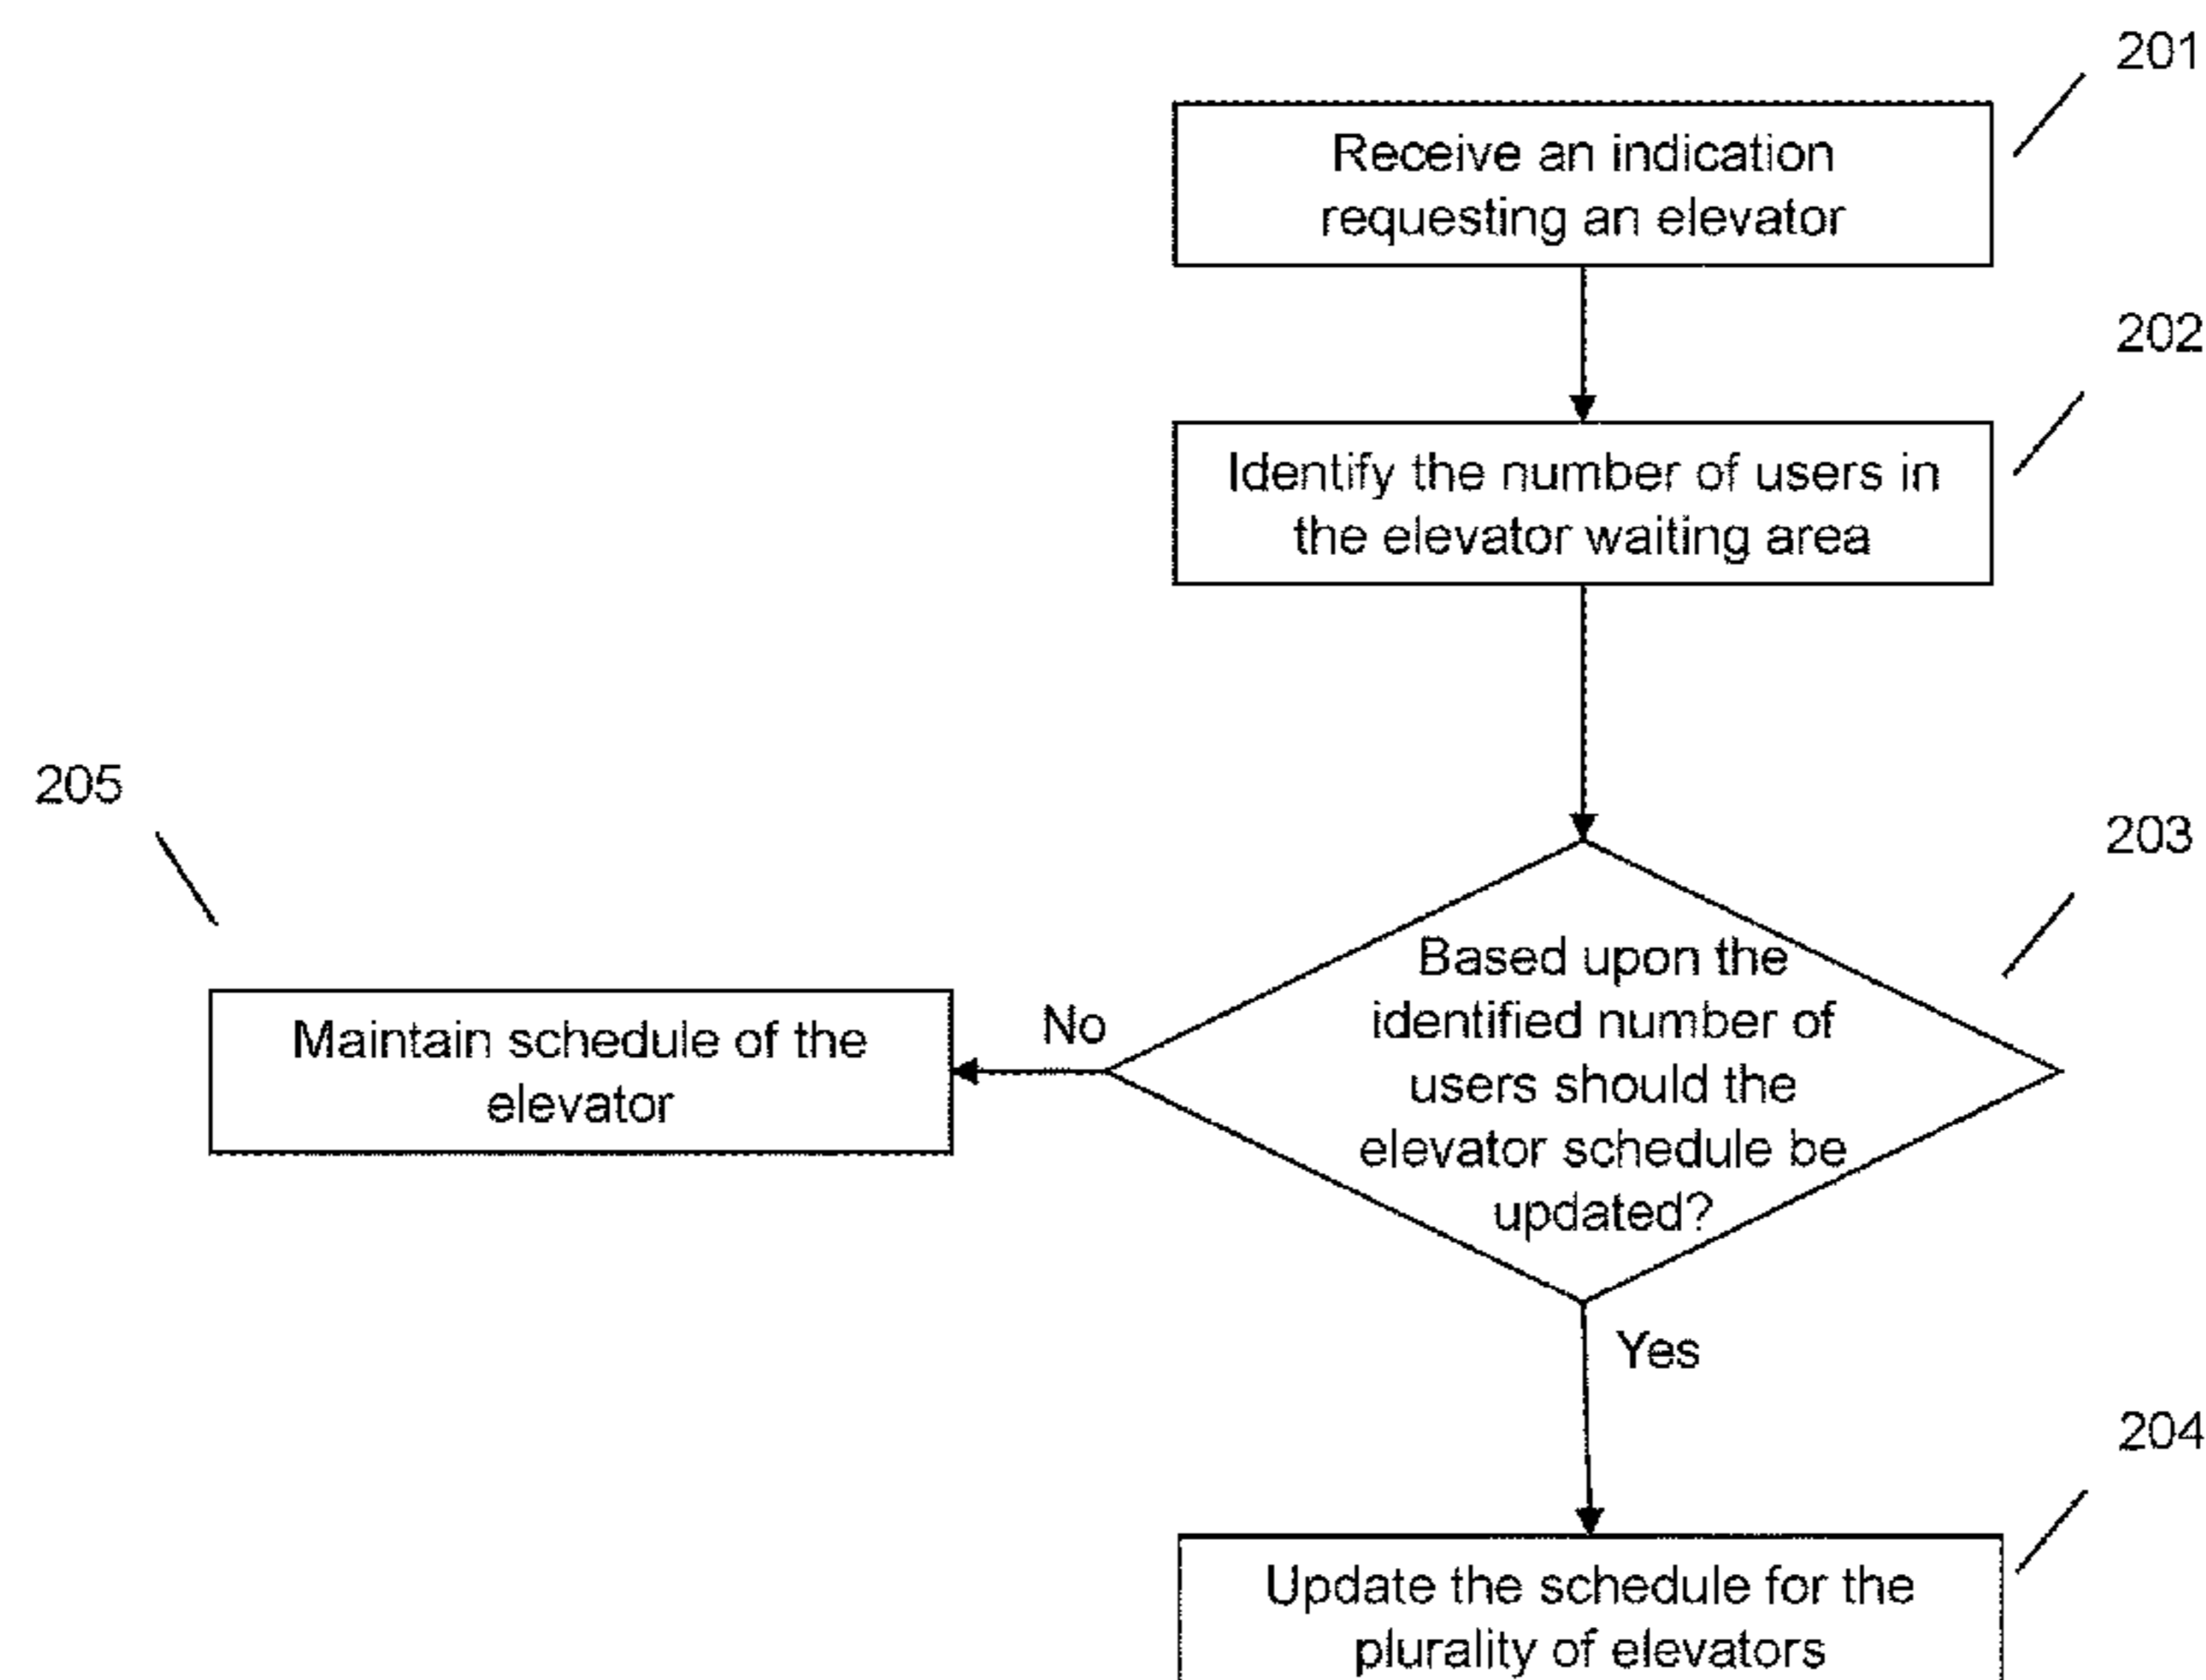 201
Receive an indication
requesting an elevator
202
Identify the number of users in
the elevator waiting area
203
Based upon the
identified number of
users should the
elevator schedule be
updated?
No
205
Maintain schedule of the
elevator
Yes
204
Update the schedule for the
plurality of elevators